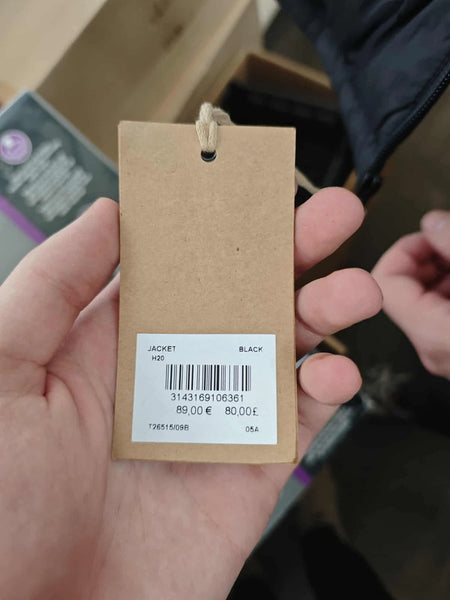 JACKET BLACK
H20
3143169106361
89,00 € 80,00£
T26515/09B 05A